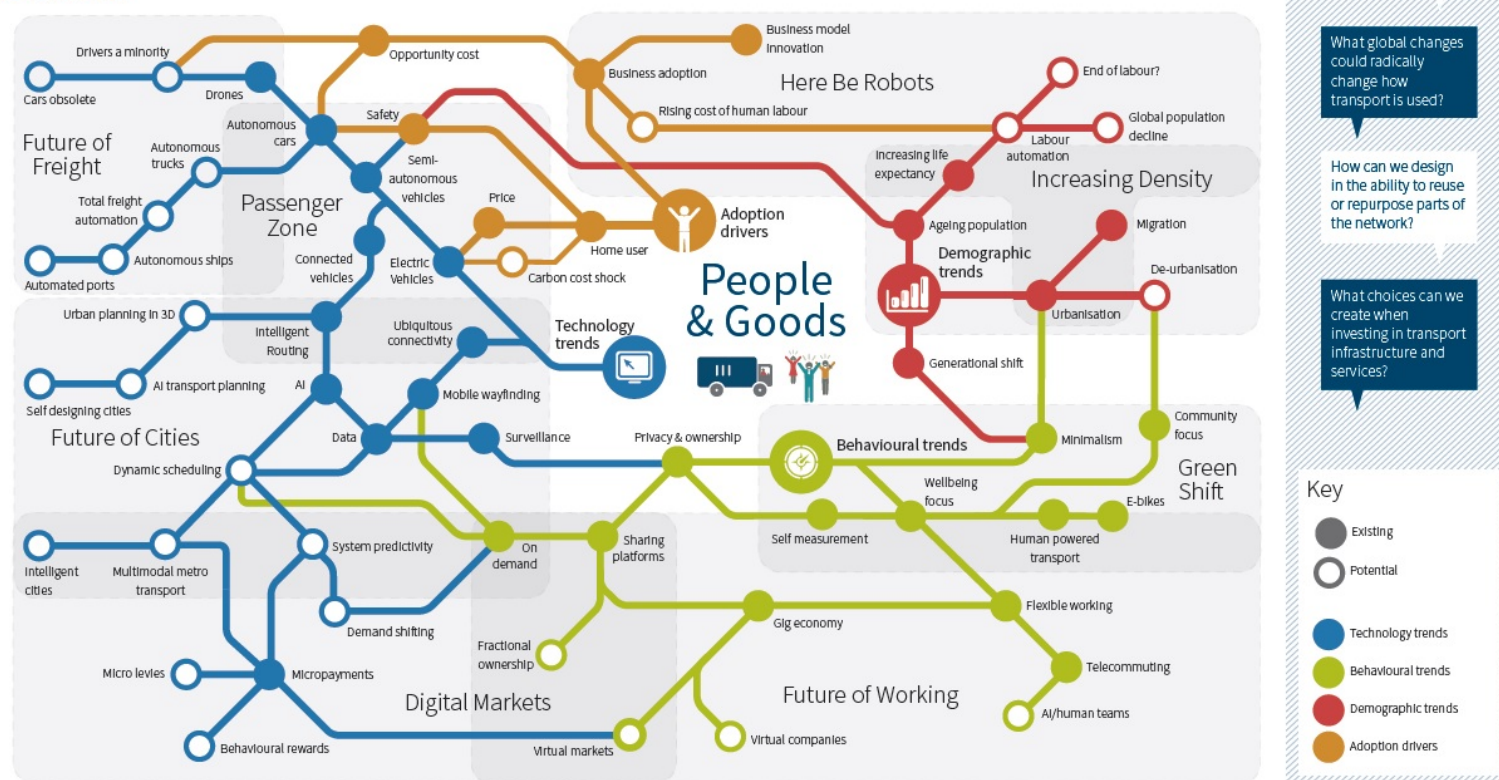 Drivers a minority
Cars obsolete
Drones
Opportunity cost
Business adoption
Business model
innovation
Here Be Robots
Rising cost of human labour
End of labour?
Global population
decline
Labour
automation
Future of
Freight
Autonomous
cars
Safety
Autonomous
trucks
Semi-
autonomous
vehicles
Increasing life
expectancy
Increasing Density
Total freight
automation
Passenger
Zone
Price
Adoption
drivers
Ageing population
Migration
Autonomous ships
Automated ports
Connected
vehicles
Electric
Vehicles
Home user
Carbon cost shock
Demographic
trends
De-urbanisation
People
& Goods
Urbanisation
Urban planning in 3D
Intelligent
Routing
Ubiquitous
connectivity
Technology
trends
Generational shift
Self designing cities
AI transport planning
AI
Mobile wayfinding
Future of Cities
Data
Surveillance
Privacy & ownership
Behavioural trends
Minimalism
Community
focus
Dynamic scheduling
Wellbeing
focus
Green
Shift
E-bikes
Self measurement
Human powered
transport
Intelligent
cities
Multimodal metro
transport
System predictivity
On
demand
Sharing
platforms
Demand shifting
Gig economy
Flexible working
Fractional
ownership
Micro levies
Micropayments
Telecommuting
Digital Markets
Future of Working
AI/human teams
Behavioural rewards
Virtual markets
Virtual companies
What global changes
could radically
change how
transport is used?
How can we design
in the ability to reuse
or repurpose parts of
the network?
What choices can we
create when
investing in transport
infrastructure and
services?
Key
Existing
Potential
Technology trends
Behavioural trends
Demographic trends
Adoption drivers